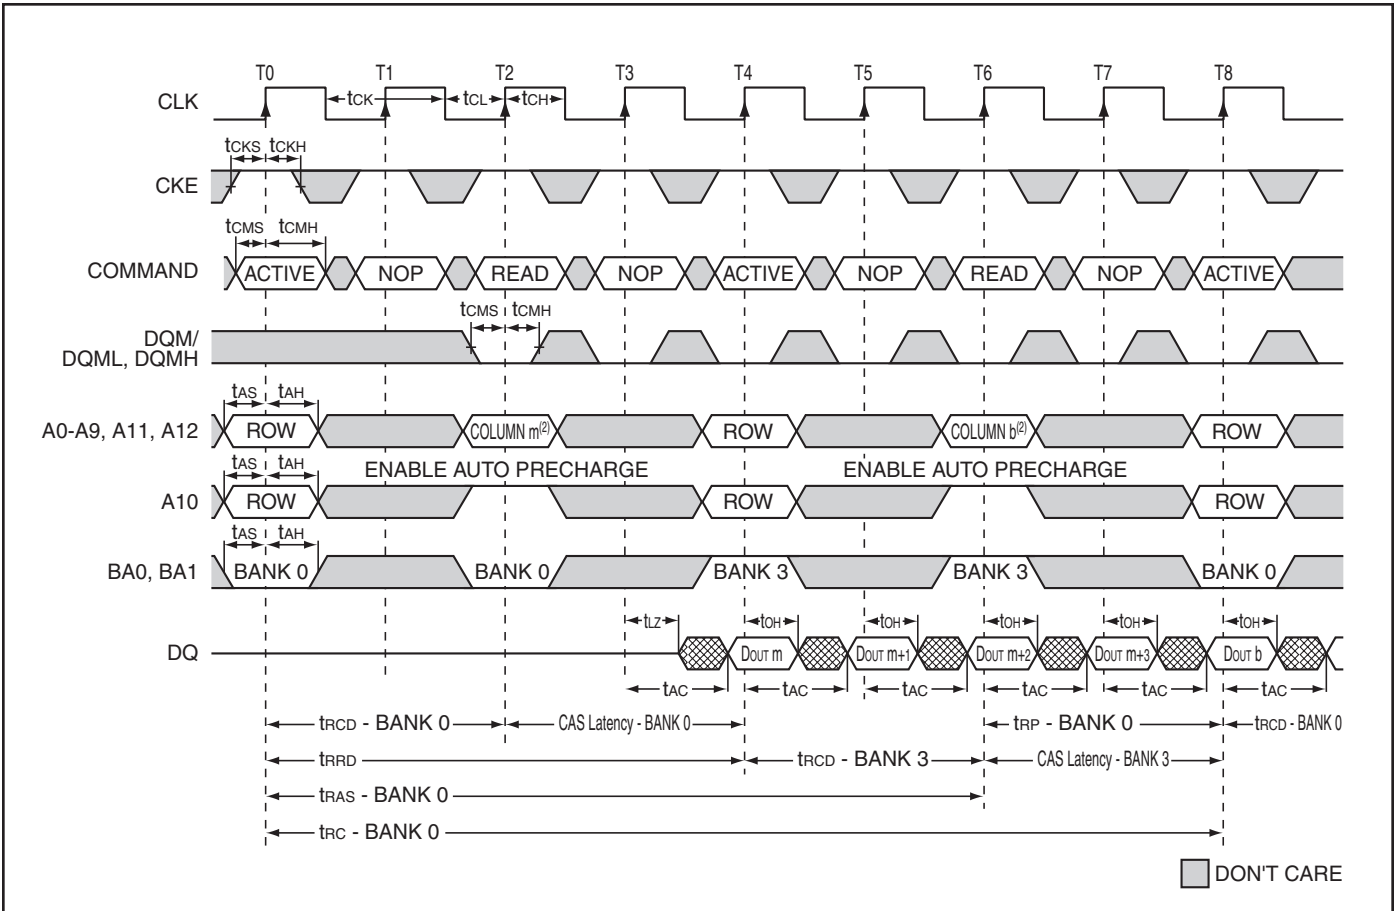 T0 T1 T2 T3 T4 T5 T6 T7 T8
CLK
tCK tCL tCH
tCKS tCKH
CKE
tCMS tCMH
COMMAND ACTIVE NOP READ NOP ACTIVE NOP READ NOP ACTIVE
tCMS tCMH
DQM/
DQML, DQMH
tAS tAH
A0-A9, A11, A12 ROW COLUMN m(2) ROW COLUMN b(2) ROW
tAS tAH ENABLE AUTO PRECHARGE ENABLE AUTO PRECHARGE
A10 ROW ROW ROW
tAS tAH
BA0, BA1 BANK 0 BANK 0 BANK 3 BANK 3 BANK 0
tLZ tOH tOH tOH tOH tOH
DQ DOUT m DOUT m+1 DOUT m+2 DOUT m+3 DOUT b
tAC tAC tAC tAC tAC tAC
tRCD - BANK 0 CAS Latency - BANK 0 tRP - BANK 0 tRCD - BANK 0
tRRD tRCD - BANK 3 CAS Latency - BANK 3
tRAS - BANK 0
tRC - BANK 0
DON'T CARE